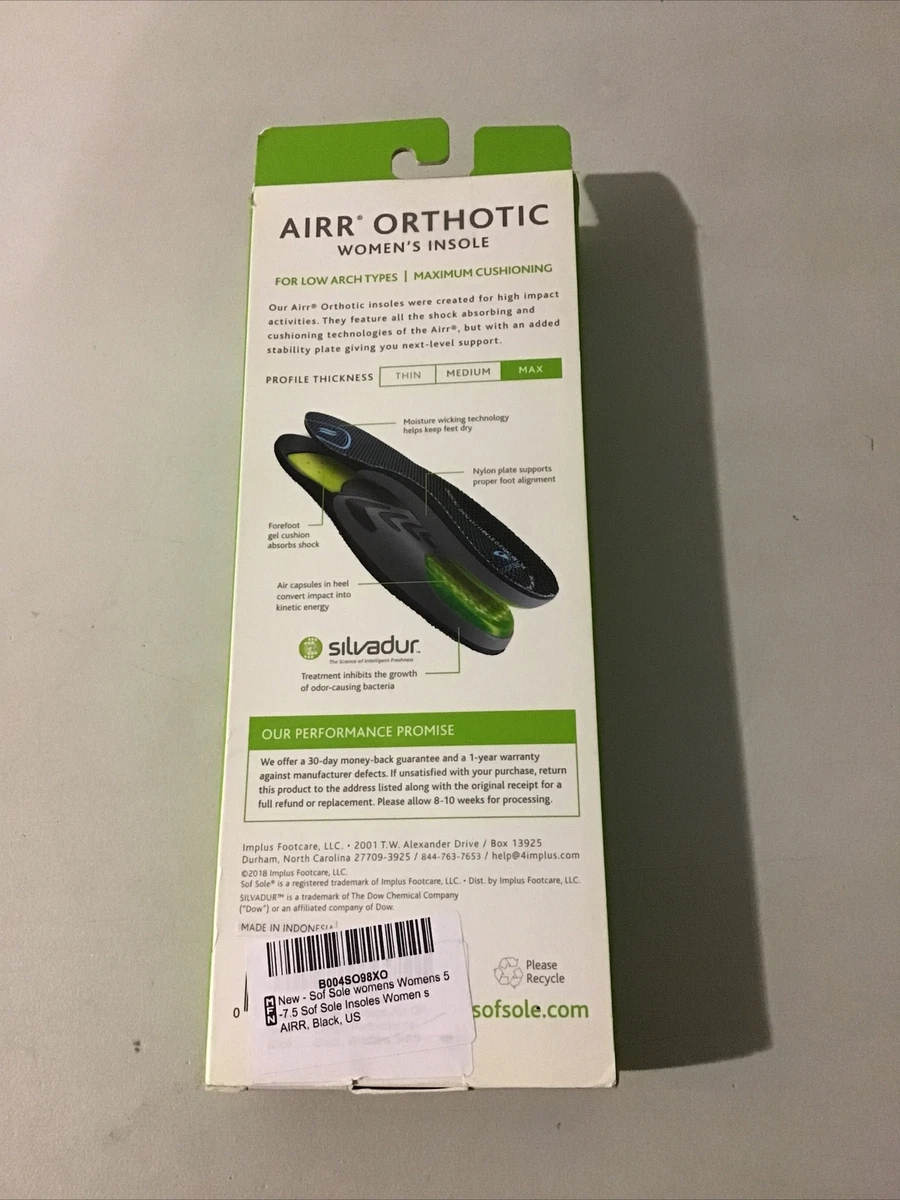 AIRR® ORTHOTIC
WOMEN'S INSOLE
FOR LOW ARCH TYPES | MAXIMUM CUSHIONING
Our Airr® Orthotic insoles were created for high impact
activities. They feature all the shock absorbing and
cushioning technologies of the Airr®, but with an added
stability plate giving you next-level support.
PROFILE THICKNESS THIN MEDIUM MAX
Moisture wicking technology
helps keep feet dry
Nylon plate supports
proper foot alignment
Forefoot
gel cushion
absorbs shock
Air capsules in heel
convert impact into
kinetic energy
silvadur™
The Science of Intelligent Freshness
Treatment inhibits the growth
of odor-causing bacteria
OUR PERFORMANCE PROMISE
We offer a 30-day money-back guarantee and a 1-year warranty
against manufacturer defects. If unsatisfied with your purchase, return
this product to the address listed along with the original receipt for a
full refund or replacement. Please allow 8-10 weeks for processing.
Implus Footcare, LLC. • 2001 T.W. Alexander Drive / Box 13925
Durham, North Carolina 27709-3925 / 844-763-7653 / help@4implus.com
©2018 Implus Footcare, LLC.
Sof Sole® is a registered trademark of Implus Footcare, LLC. • Dist. by Implus Footcare, LLC.
SILVADUR™ is a trademark of The Dow Chemical Company
("Dow") or an affiliated company of Dow.
MADE IN INDONESIA
B004SO98XO
MFN New - Sof Sole womens Womens 5
-7.5 Sof Sole Insoles Women s
AIRR, Black, US
0
Please
Recycle
sofsole.com